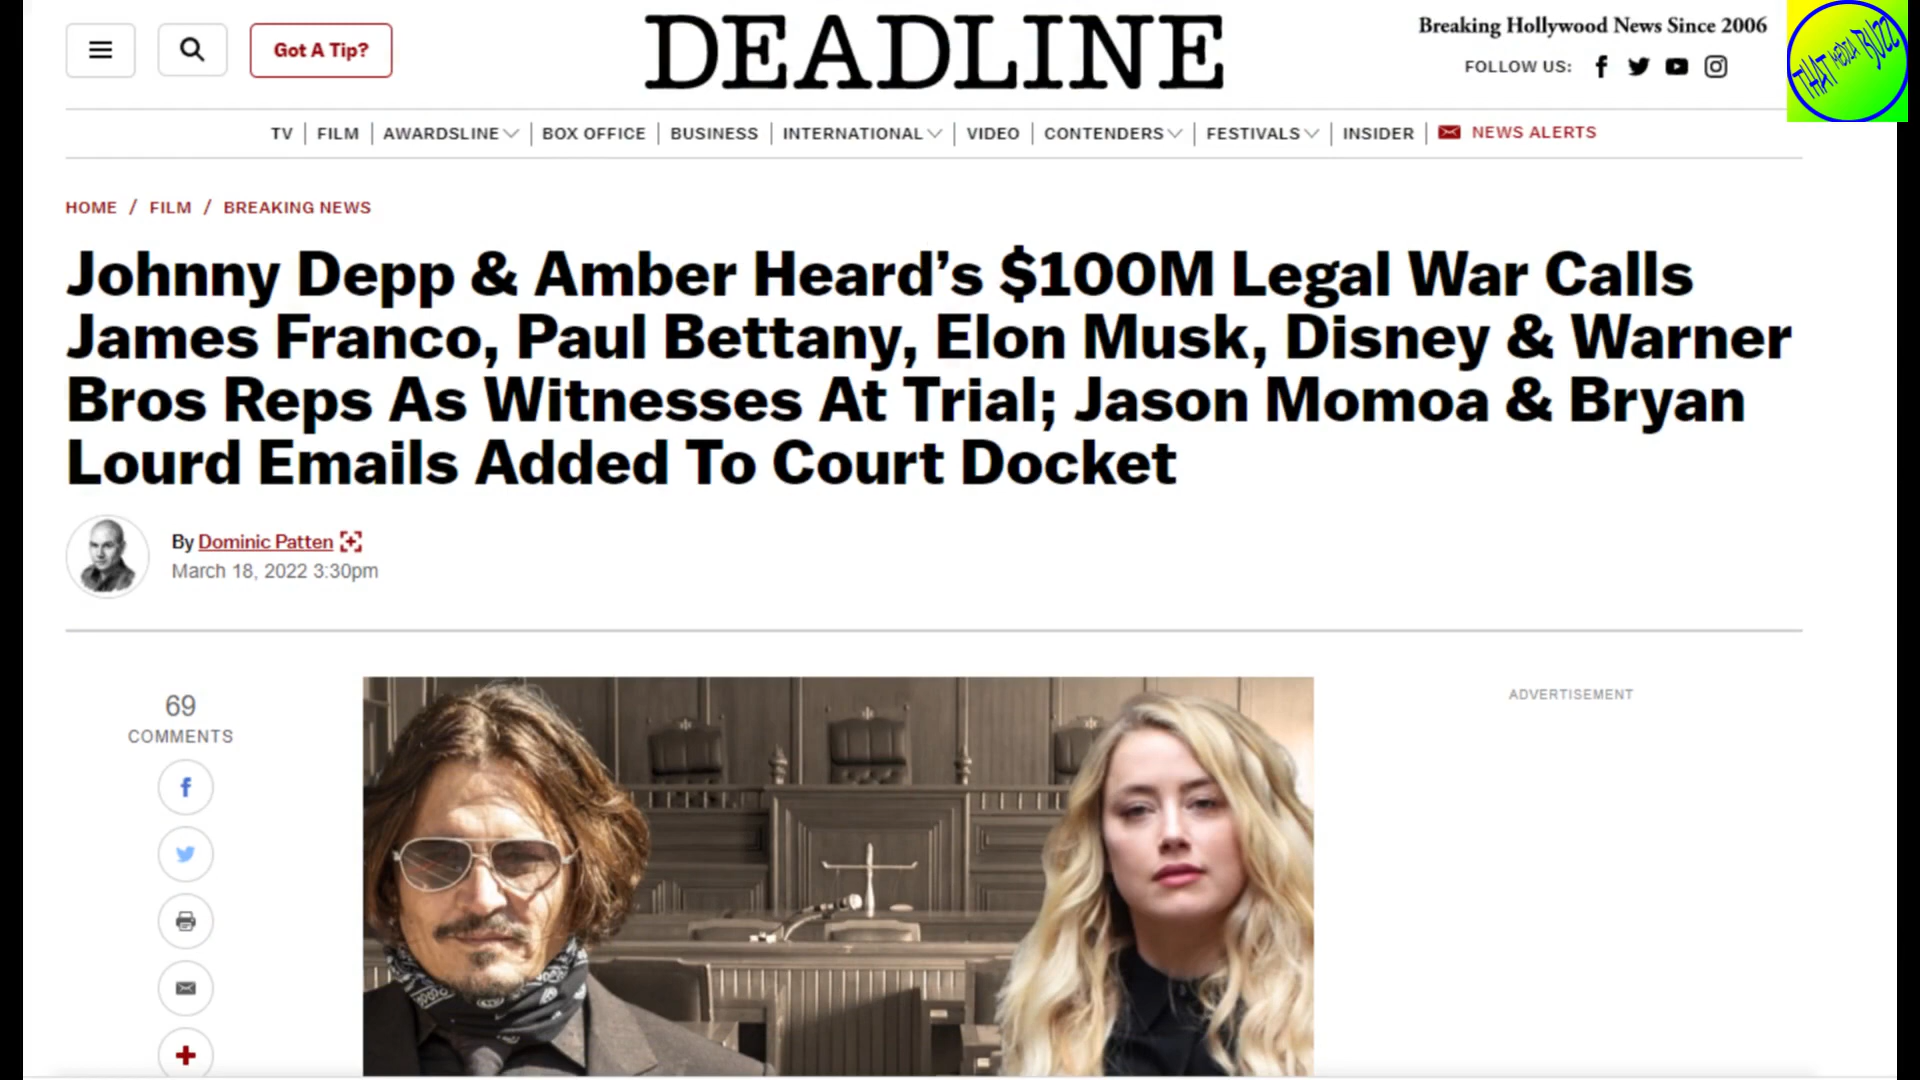 Got A Tip?
DEADLINE
Breaking Hollywood News Since 2006
FOLLOW US:
THAT MEDIA BUZZ
TV | FILM | AWARDSLINE | BOX OFFICE | BUSINESS | INTERNATIONAL | VIDEO | CONTENDERS | FESTIVALS | INSIDER | NEWS ALERTS
HOME / FILM / BREAKING NEWS
Johnny Depp & Amber Heard’s $100M Legal War Calls
James Franco, Paul Bettany, Elon Musk, Disney & Warner
Bros Reps As Witnesses At Trial; Jason Momoa & Bryan
Lourd Emails Added To Court Docket
By Dominic Patten
March 18, 2022 3:30pm
69
COMMENTS
ADVERTISEMENT